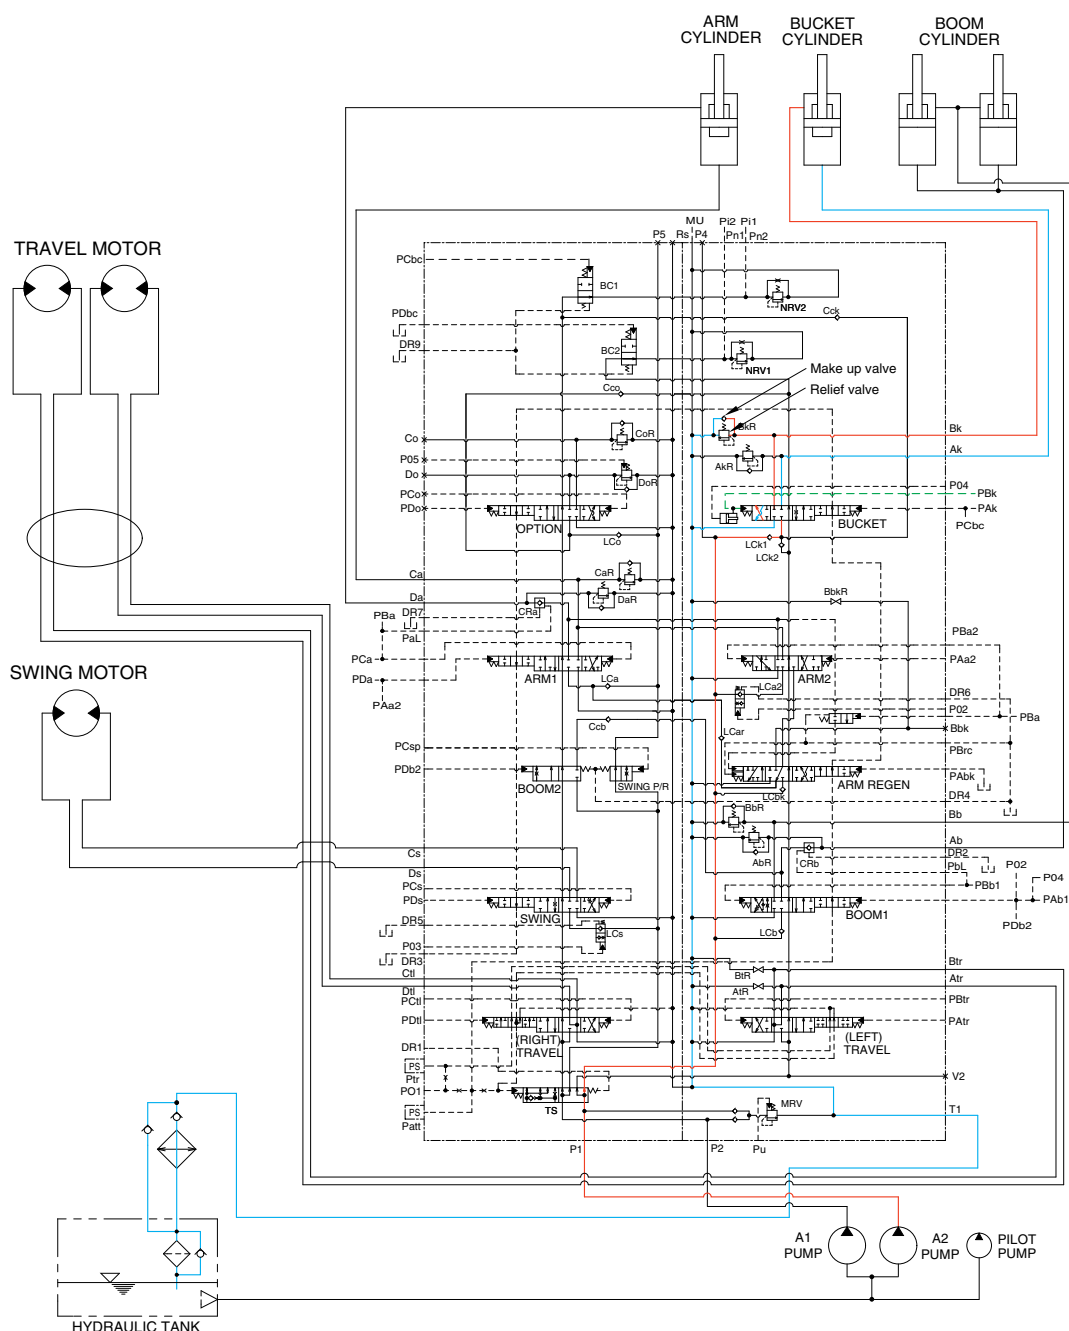 ARM
CYLINDER
BUCKET
CYLINDER
BOOM
CYLINDER
TRAVEL MOTOR
SWING MOTOR
MU
P5
Rs
P4
Pi2
Pi1
Pn1
Pn2
PCbc
BC1
NRV2
Cck
PDbc
DR9
BC2
NRV1
Cco
Make up valve
Relief valve
Co
CoR
BkR
Bk
P05
Do
DoR
AkR
Ak
PCo
PDo
P04
PBk
PAk
PCbc
OPTION
BUCKET
LCo
LCk1
LCk2
Ca
CaR
Da
DaR
CRa
DR7
PBa
PaL
BbkR
PBa2
PCa
PDa
PAa2
ARM1
ARM2
PAa2
LCa
LCa2
DR6
P02
PBa
Ccb
LCar
Bbk
PCsp
PDb2
BOOM2
SWING P/R
ARM REGEN
PBrc
PAbk
LCbk
DR4
BbR
Bb
AbR
CRb
Ab
DR2
PbL
Cs
Ds
PCs
PDs
SWING
BOOM1
PBb1
P02
P04
PAb1
PDb2
DR5
P03
DR3
LCs
LCb
Ctl
Dtl
PCtl
PDtl
BtR
AtR
Btr
Atr
PBtr
PAtr
(RIGHT)
TRAVEL
(LEFT)
TRAVEL
DR1
PS
Ptr
PO1
PS
Patt
TS
V2
MRV
T1
P1
P2
Pu
A1
PUMP
A2
PUMP
PILOT
PUMP
HYDRAULIC TANK